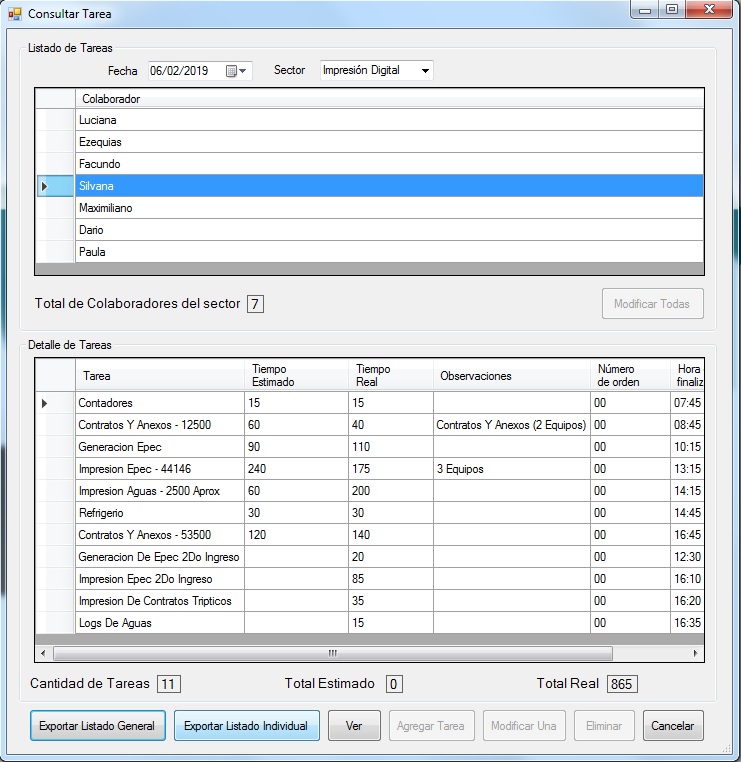 Consultar Tarea
Listado de Tareas
Fecha 06/02/2019 Sector Impresión Digital
Colaborador
Luciana
Ezequias
Facundo
Silvana
Maximiliano
Dario
Paula
Total de Colaboradores del sector 7 Modificar Todas
Detalle de Tareas
Tarea Tiempo Estimado Tiempo Real Observaciones Número de orden Hora finaliz
Contadores 15 15 00 07:45
Contratos Y Anexos - 12500 60 40 Contratos Y Anexos (2 Equipos) 00 08:45
Generacion Epec 90 110 00 10:15
Impresion Epec - 44146 240 175 3 Equipos 00 13:15
Impresion Aguas - 2500 Aprox 60 200 00 14:15
Refrigerio 30 30 00 14:45
Contratos Y Anexos - 53500 120 140 00 16:45
Generacion De Epec 2Do Ingreso 20 00 12:30
Impresion Epec 2Do Ingreso 85 00 16:10
Impresion De Contratos Tripticos 35 00 16:20
Logs De Aguas 15 00 16:35
Cantidad de Tareas 11 Total Estimado 0 Total Real 865
Exportar Listado General Exportar Listado Individual Ver Agregar Tarea Modificar Una Eliminar Cancelar